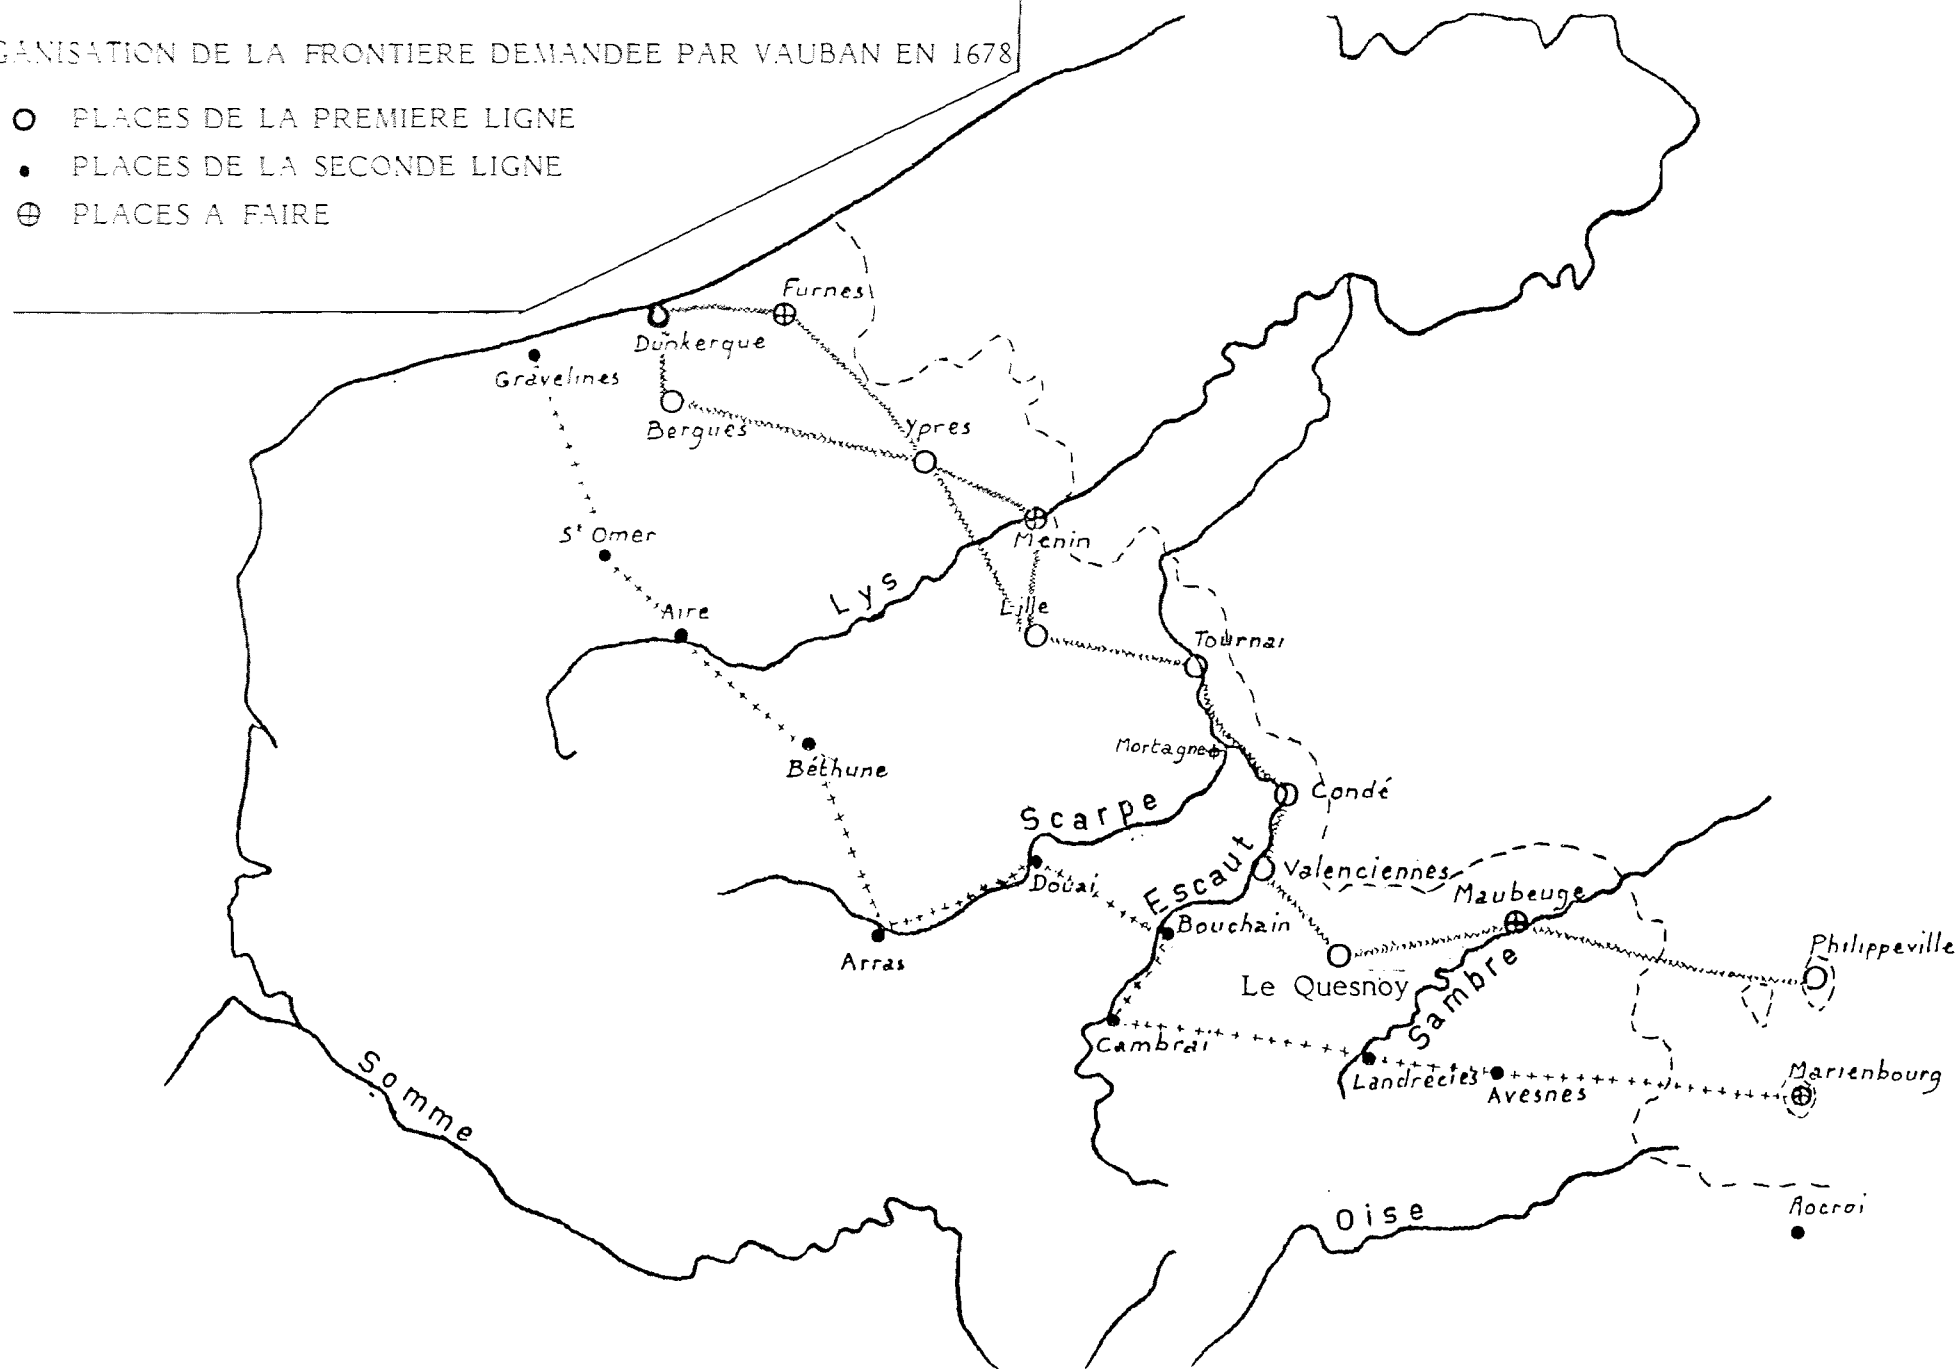 GANISATION DE LA FRONTIERE DEMANDEE PAR VAUBAN EN 1678
PLACES DE LA PREMIERE LIGNE
PLACES DE LA SECONDE LIGNE
PLACES A FAIRE
Furnes
Dunkerque
Gravelines
Bergues
Ypres
St Omer
Menin
Lys
Aire
Lille
Tournai
Mortagne
Béthune
Condé
Scarpe
Escaut
Valenciennes
Douai
Maubeuge
Bouchain
Arras
Philippeville
Le Quesnoy
Sambre
Cambrai
Landrecies
Avesnes
Marienbourg
Somme
Oise
Rocroi